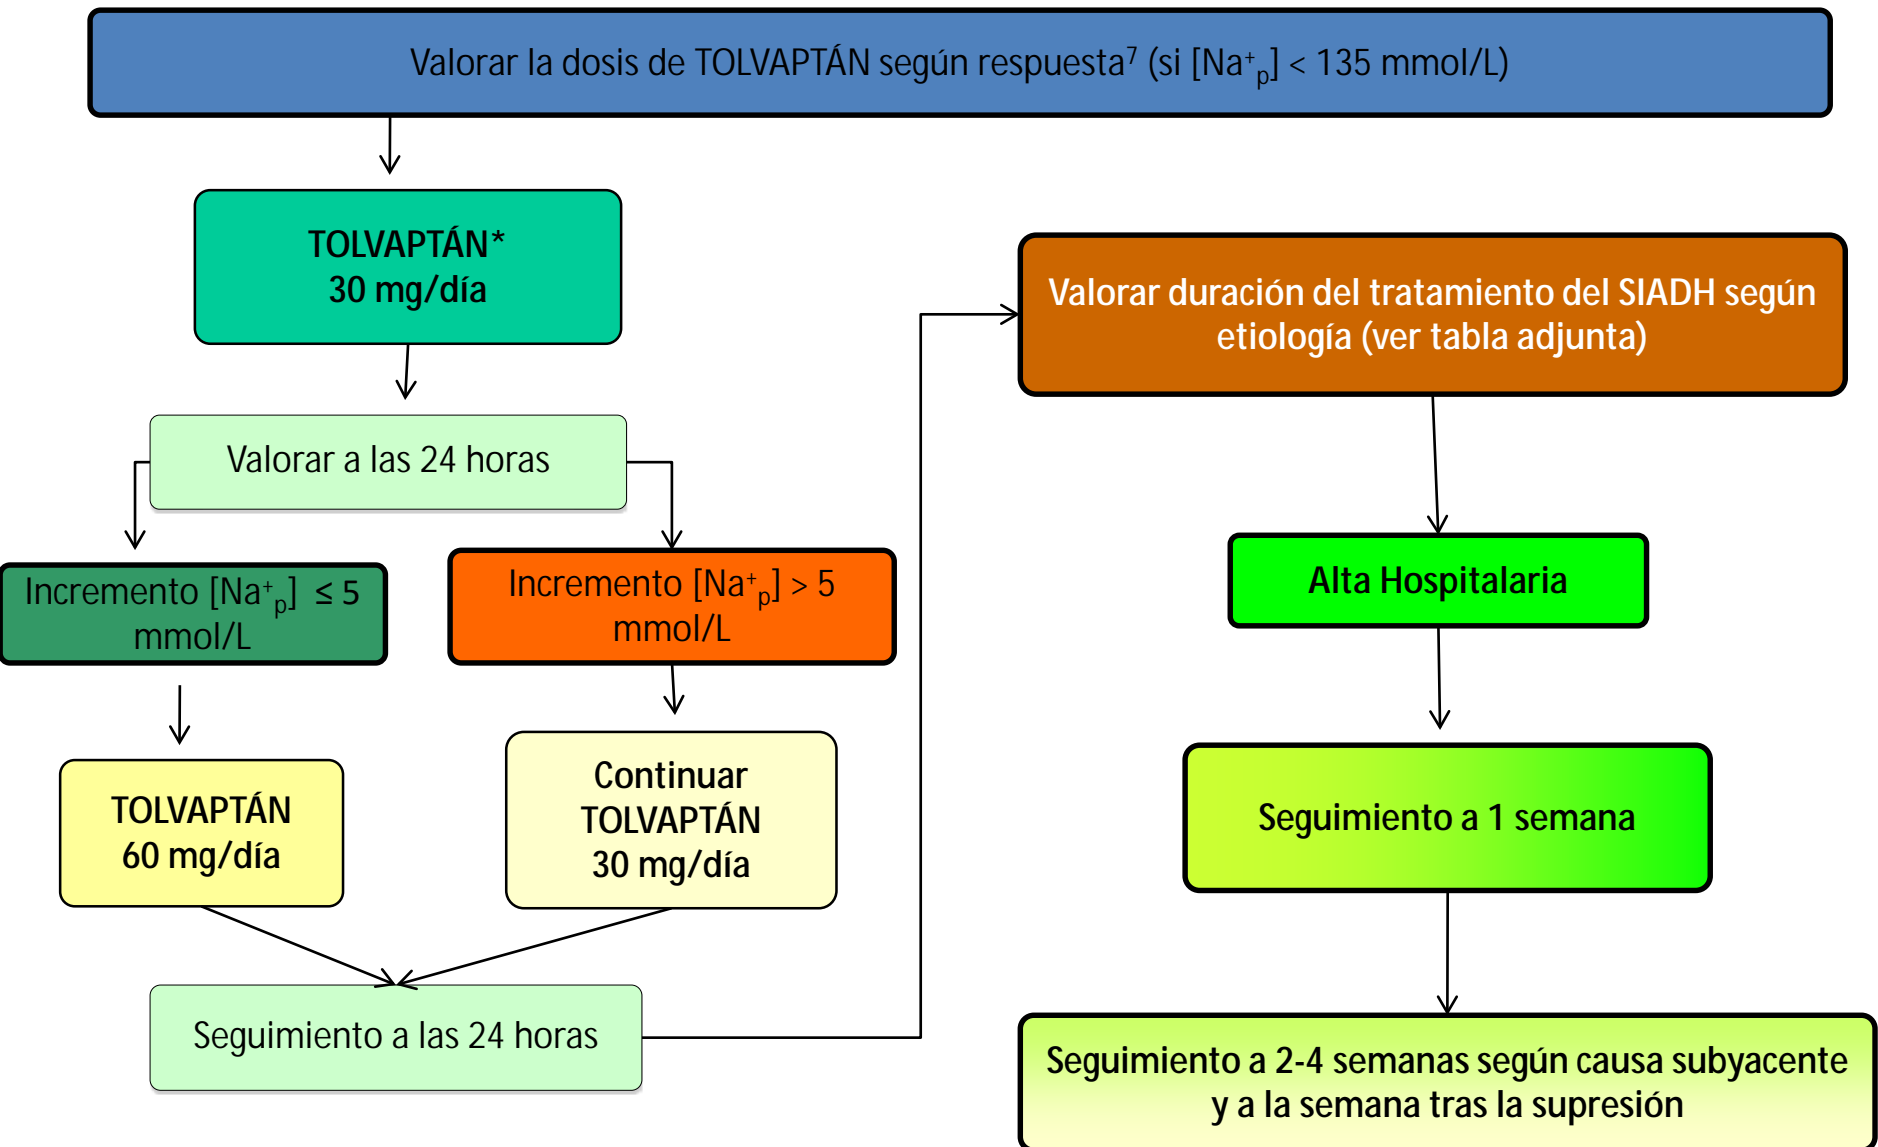 Valorar la dosis de TOLVAPTÁN según respuesta⁷ (si [Na⁺p] < 135 mmol/L)
TOLVAPTÁN*
30 mg/día
Valorar a las 24 horas
Incremento [Na⁺p] ≤ 5
mmol/L
Incremento [Na⁺p] > 5
mmol/L
TOLVAPTÁN
60 mg/día
Continuar
TOLVAPTÁN
30 mg/día
Seguimiento a las 24 horas
Valorar duración del tratamiento del SIADH según
etiología (ver tabla adjunta)
Alta Hospitalaria
Seguimiento a 1 semana
Seguimiento a 2-4 semanas según causa subyacente
y a la semana tras la supresión